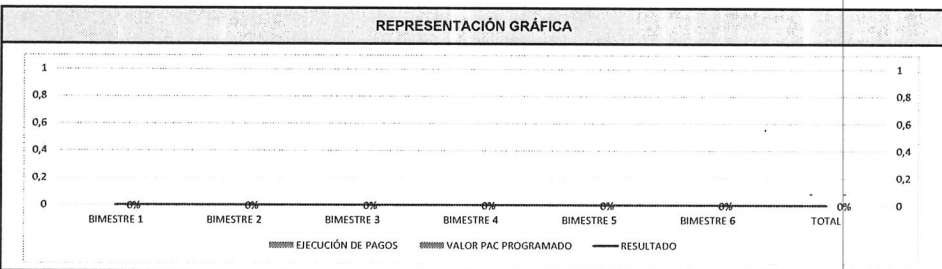 REPRESENTACIÓN GRÁFICA
1 1
0,8 0,8
0,6 0,6
0,4 0,4
0,2 0,2
0 0% 0% 0% 0% 0% 0% 0% 0
BIMESTRE 1 BIMESTRE 2 BIMESTRE 3 BIMESTRE 4 BIMESTRE 5 BIMESTRE 6 TOTAL
EJECUCIÓN DE PAGOS VALOR PAC PROGRAMADO RESULTADO